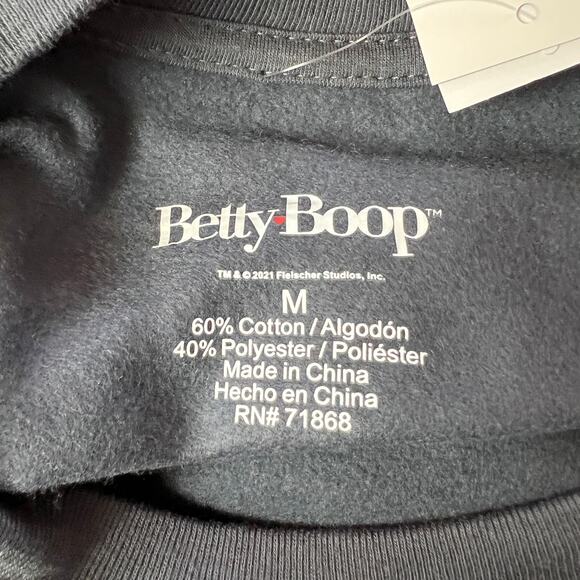 Betty Boop™
TM & © 2021 Fleischer Studios, Inc.
M
60% Cotton / Algodón
40% Polyester / Poliéster
Made in China
Hecho en China
RN# 71868